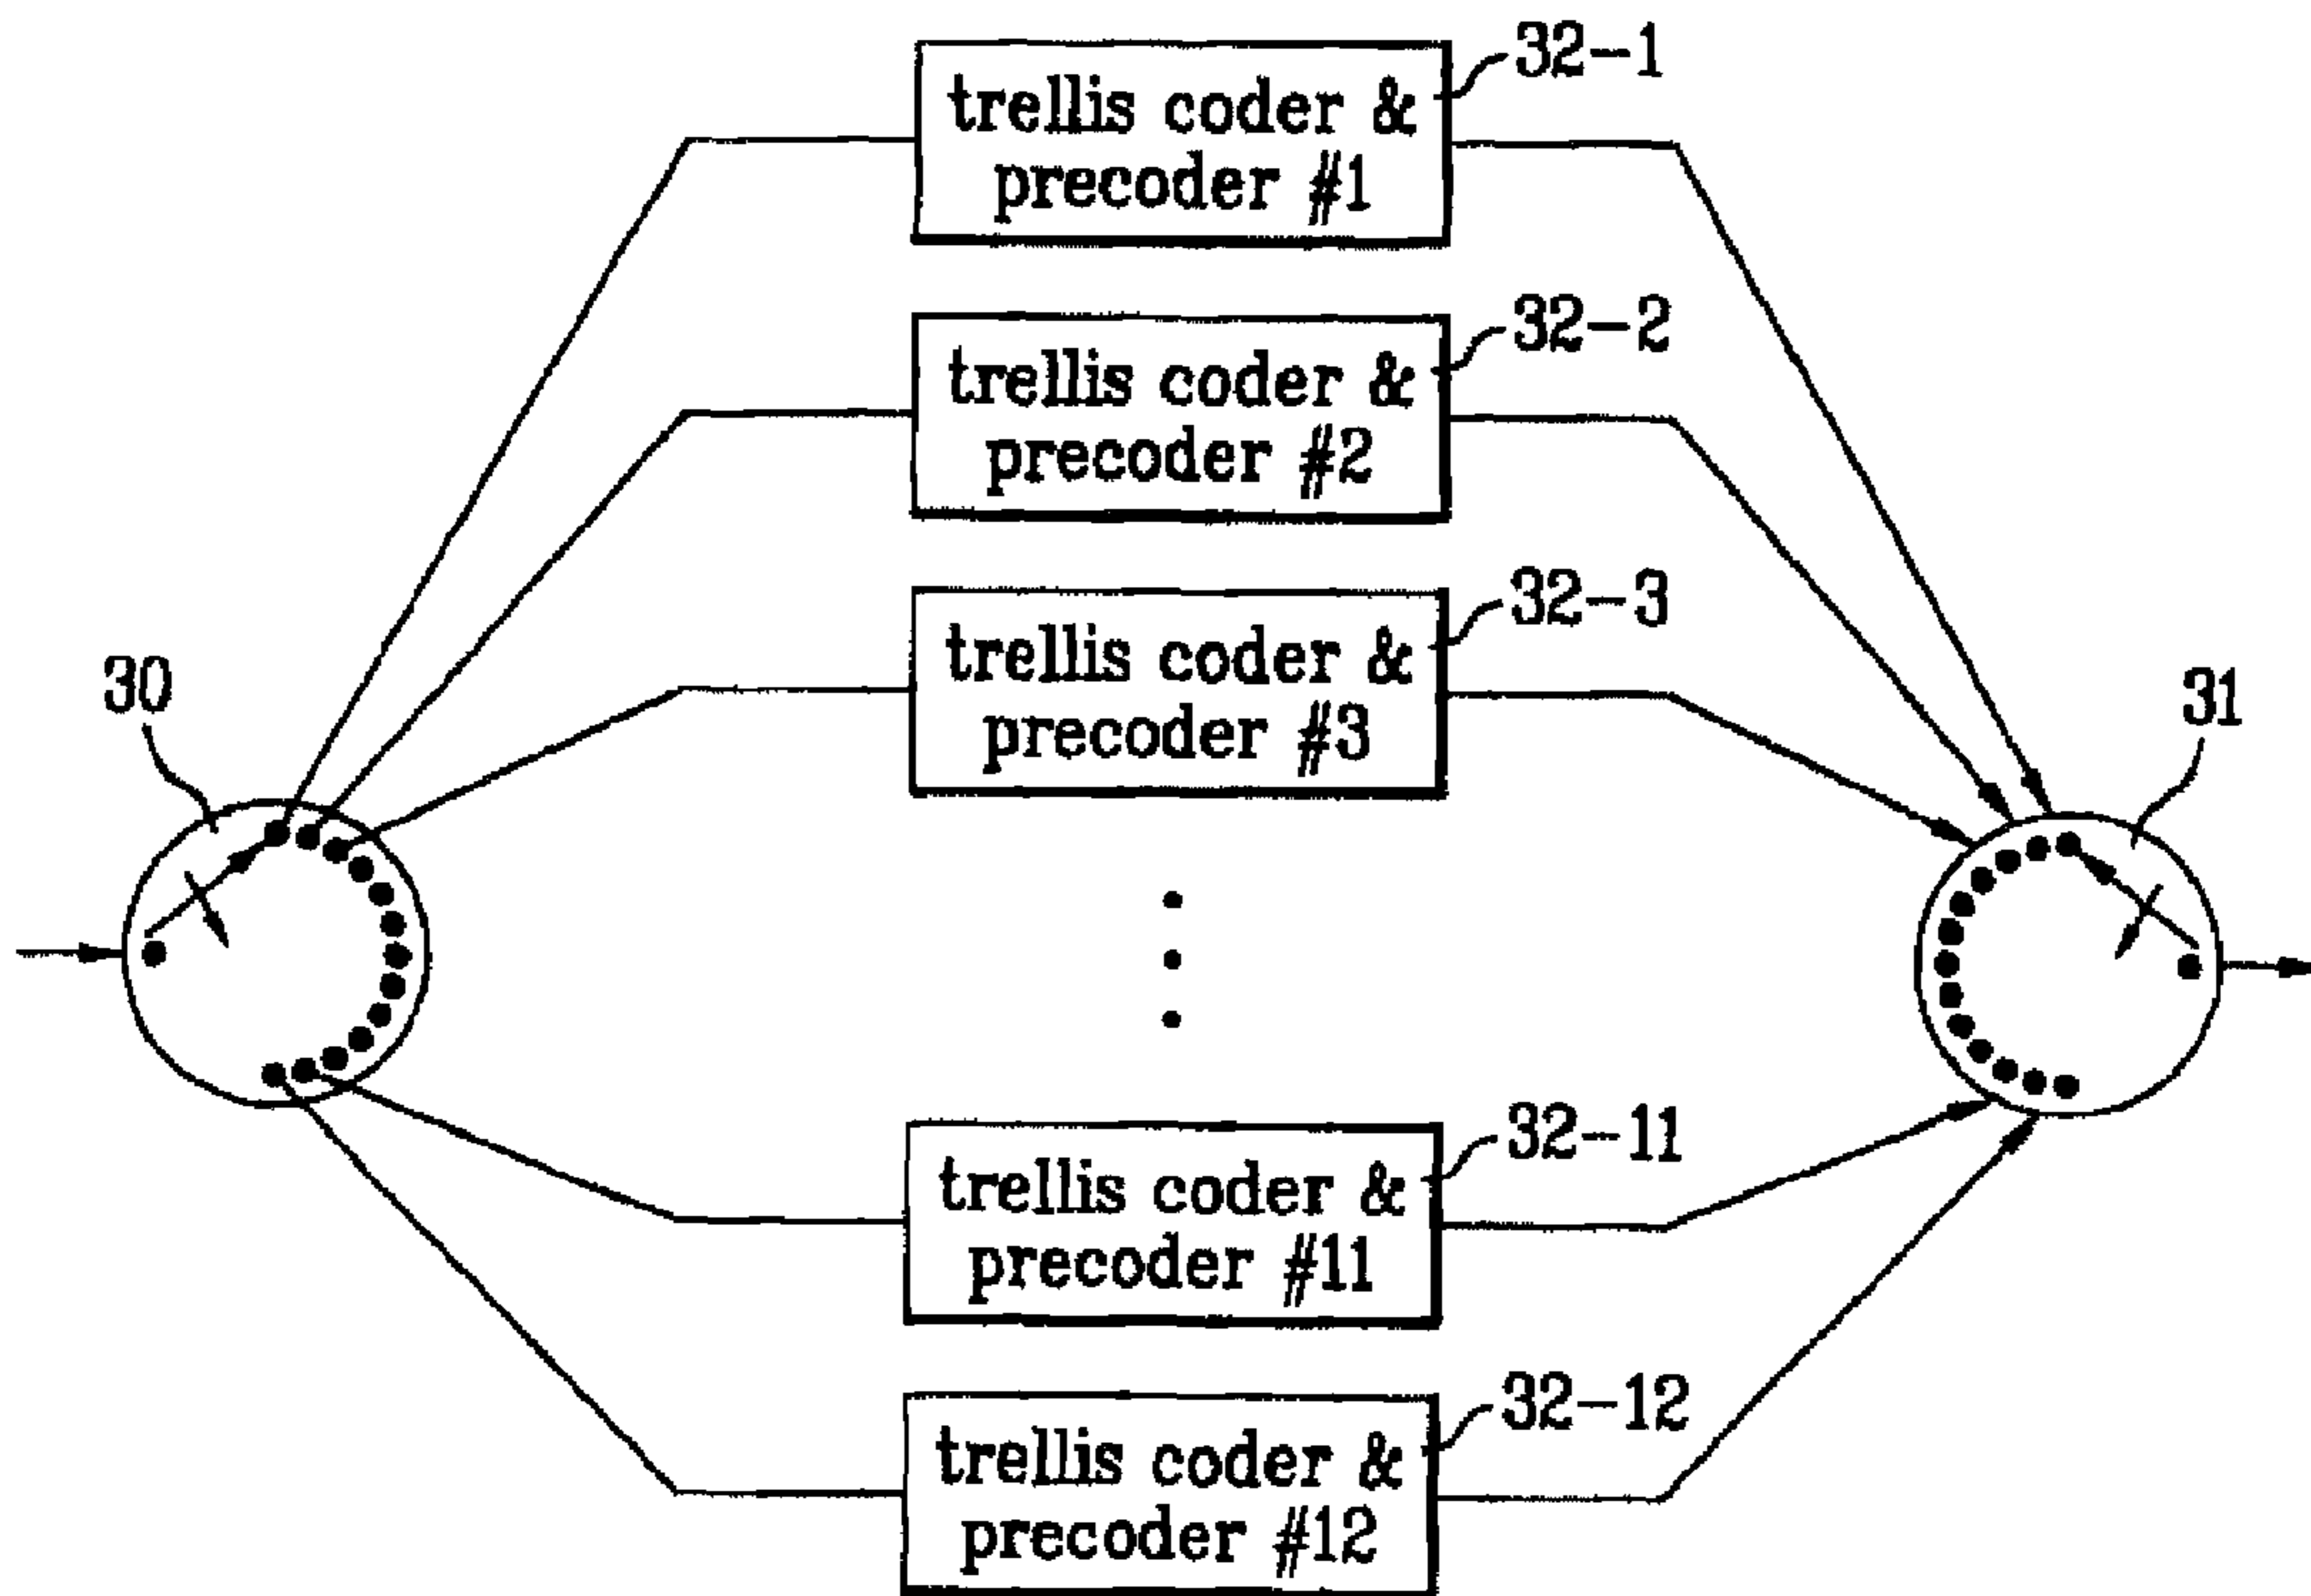 32-1
trellis coder &
precoder #1
32-2
trellis coder &
precoder #2
32-3
trellis coder &
precoder #3
30
31
32-11
trellis coder &
precoder #11
32-12
trellis coder &
precoder #12